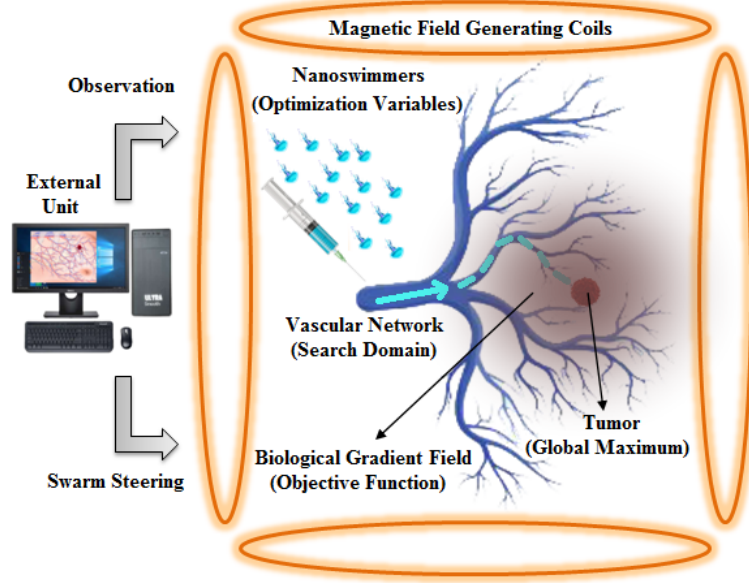 Magnetic Field Generating Coils
Observation
Nanoswimmers
(Optimization Variables)
External
Unit
ULTRA
Vascular Network
(Search Domain)
Tumor
(Global Maximum)
Biological Gradient Field
(Objective Function)
Swarm Steering